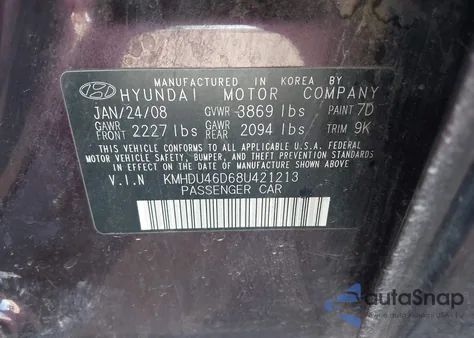 MANUFACTURED IN KOREA BY
HYUNDAI MOTOR COMPANY
JAN/24/08 GVWR 3869 lbs PAINT 7D
GAWR FRONT 2227 lbs GAWR REAR 2094 lbs TRIM 9K
THIS VEHICLE CONFORMS TO ALL APPLICABLE U.S.A. FEDERAL
MOTOR VEHICLE SAFETY, BUMPER, AND THEFT PREVENTION
STANDARDS IN EFFECT ON THE DATE OF MANUFACTURE SHOWN ABOVE.
V.I.N KMHDU46D68U421213
PASSENGER CAR
autoSnap